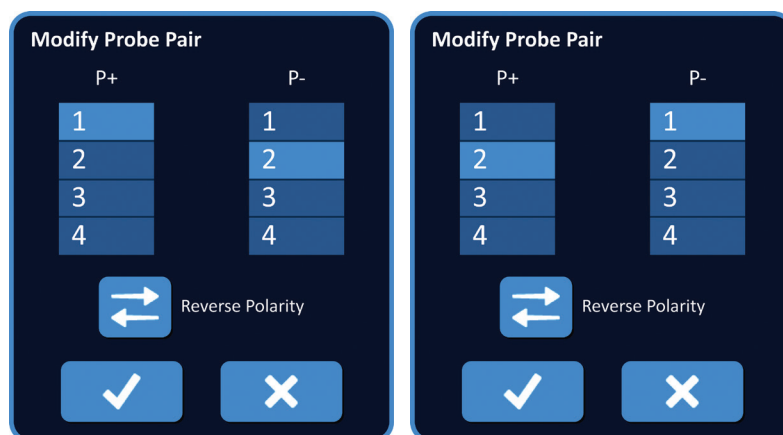 Modify Probe Pair
P+ P-
1 1
2 2
3 3
4 4
Reverse Polarity
Modify Probe Pair
P+ P-
1 1
2 2
3 3
4 4
Reverse Polarity